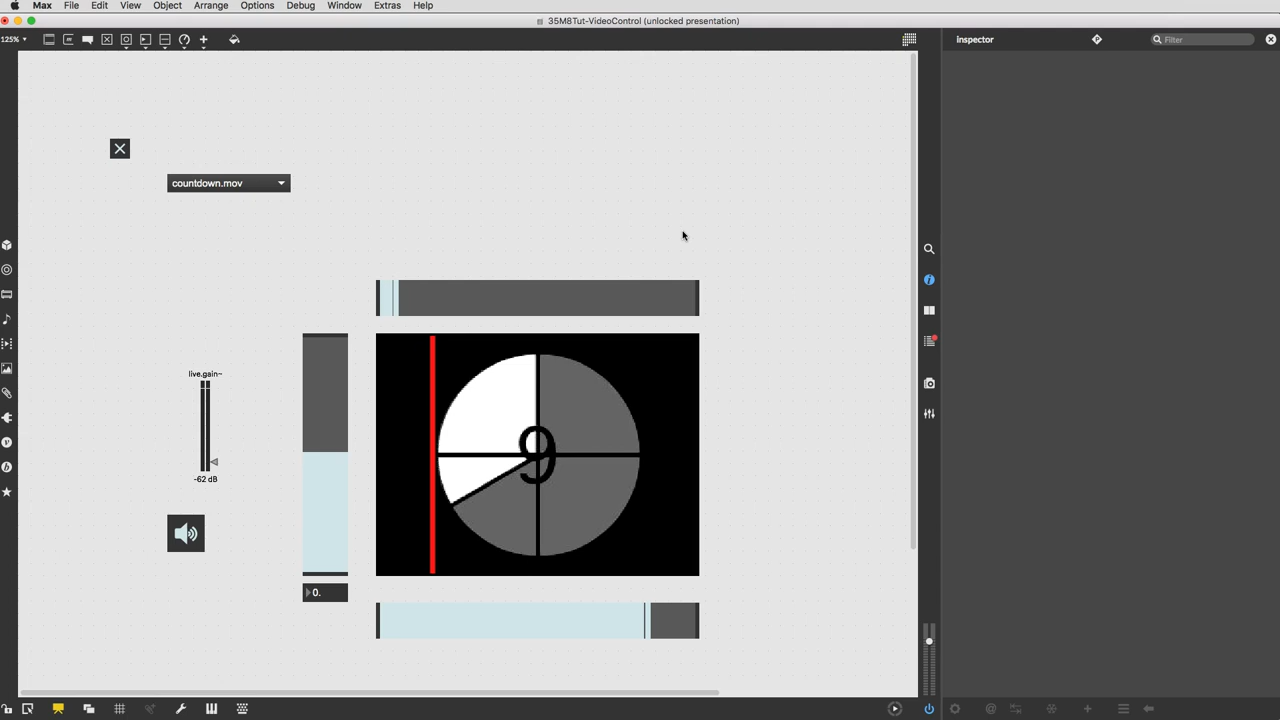 Max File Edit View Object Arrange Options Debug Window Extras Help
35M8Tut-VideoControl (unlocked presentation)
125%
inspector
Filter
countdown.mov
live.gain~
-62 dB
9
0.